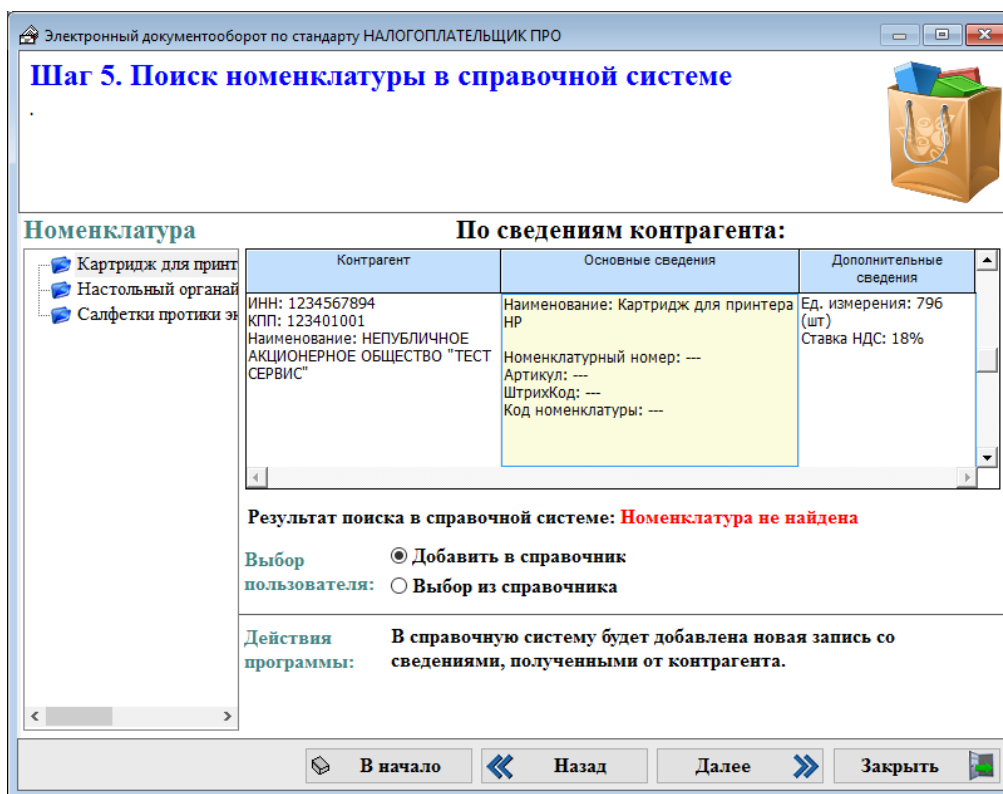 Электронный документооборот по стандарту НАЛОГОПЛАТЕЛЬЩИК ПРО
Шаг 5. Поиск номенклатуры в справочной системе
.
Номенклатура
По сведениям контрагента:
Картридж для принт
Настольный органай
Салфетки протики эк
Контрагент
Основные сведения
Дополнительные
сведения
ИНН: 1234567894
КПП: 123401001
Наименование: НЕПУБЛИЧНОЕ
АКЦИОНЕРНОЕ ОБЩЕСТВО "ТЕСТ
СЕРВИС"
Наименование: Картридж для принтера
HP
Номенклатурный номер: ---
Артикул: ---
ШтрихКод: ---
Код номенклатуры: ---
Ед. измерения: 796
(шт)
Ставка НДС: 18%
Результат поиска в справочной системе: Номенклатура не найдена
Выбор
пользователя:
Добавить в справочник
Выбор из справочника
Действия
программы:
В справочную систему будет добавлена новая запись со
сведениями, полученными от контрагента.
В начало
Назад
Далее
Закрыть